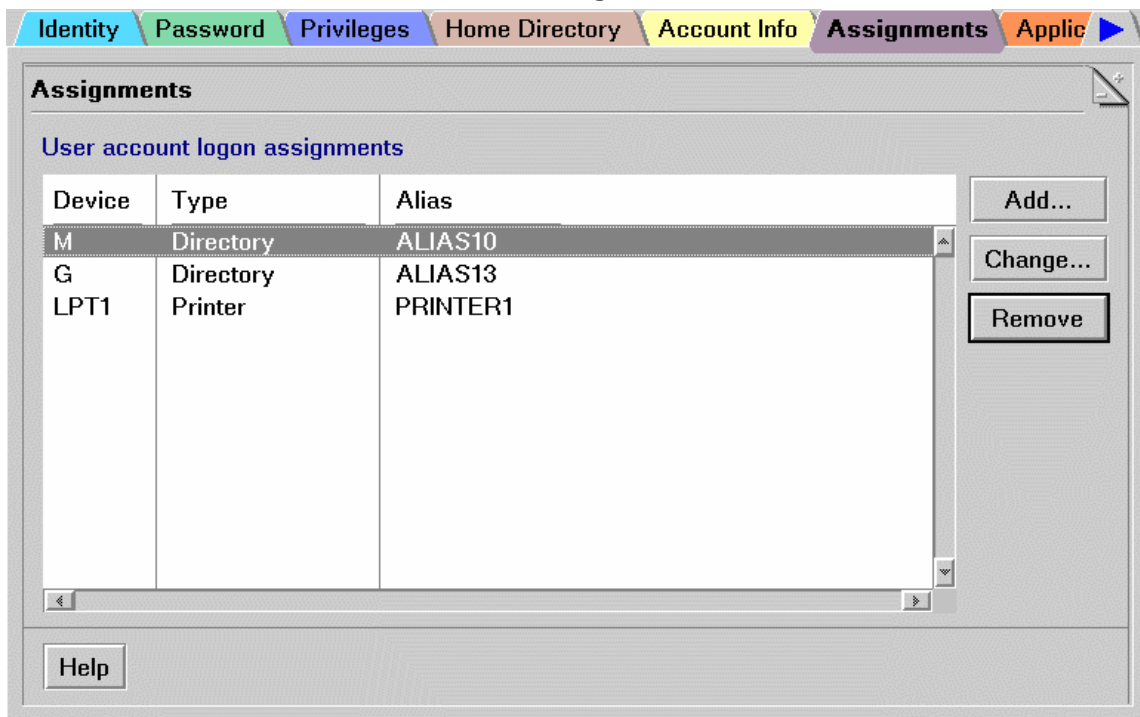 Identity Password Privileges Home Directory Account Info Assignments Applic
Assignments
User account logon assignments
Device Type Alias Add...
M Directory ALIAS10
G Directory ALIAS13 Change...
LPT1 Printer PRINTER1 Remove
Help